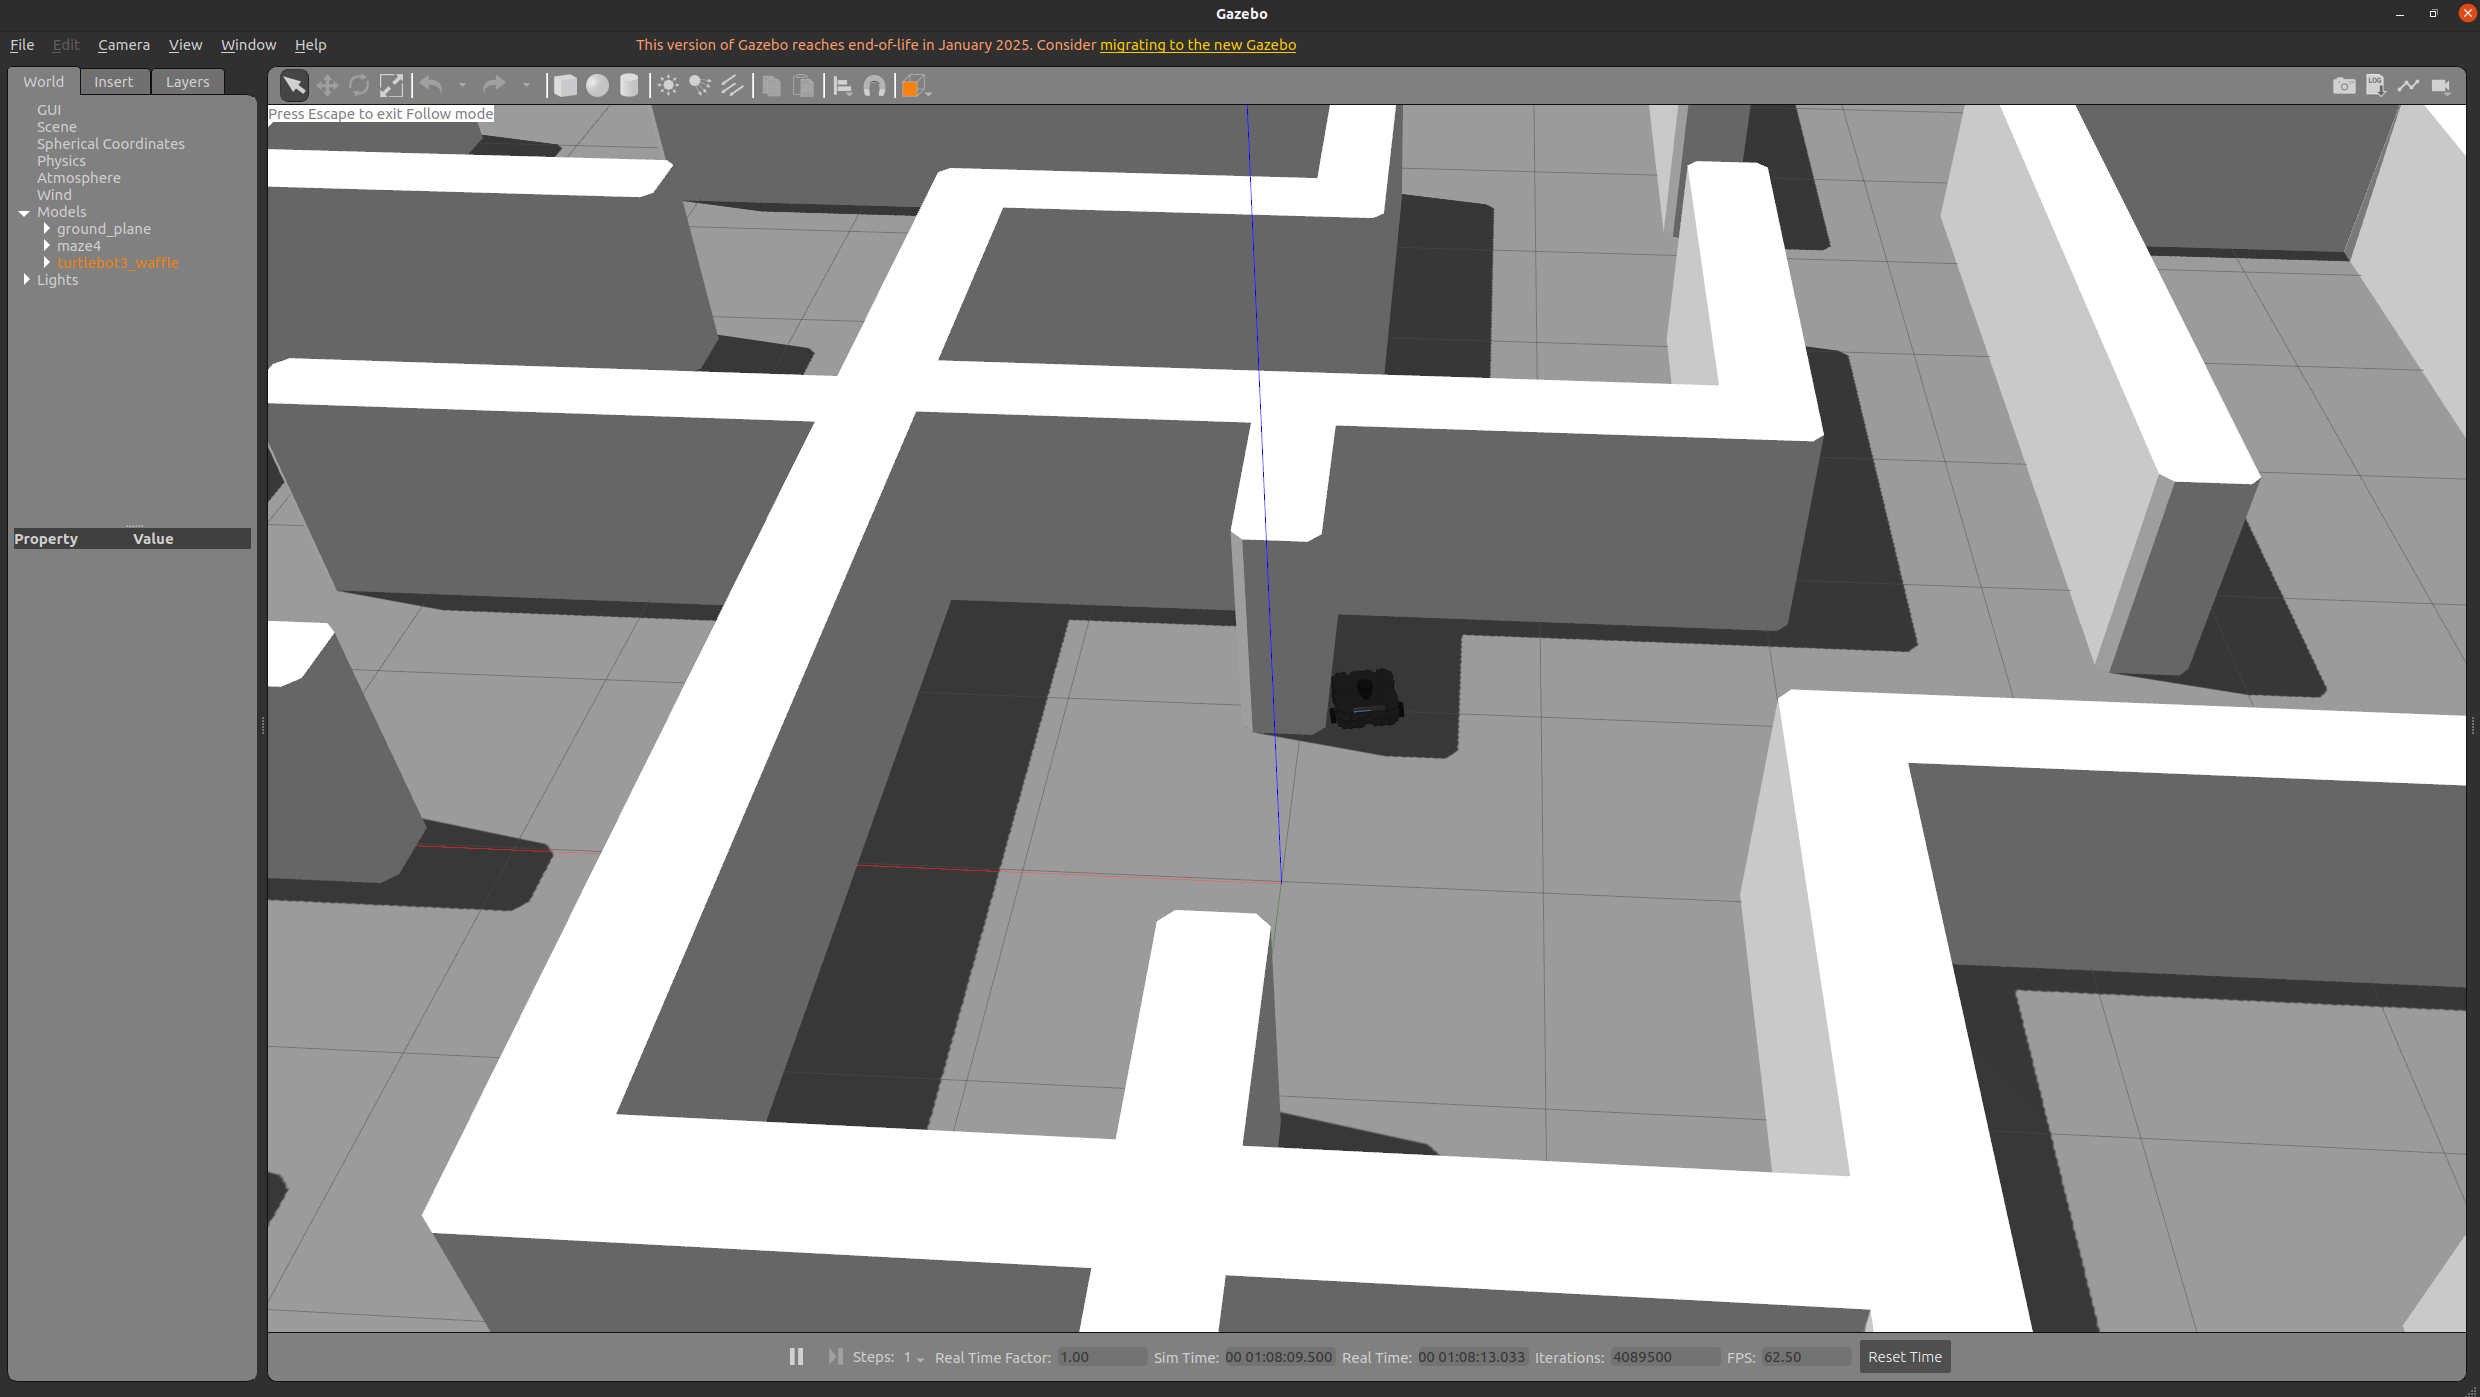 Gazebo
File Edit Camera View Window Help
This version of Gazebo reaches end-of-life in January 2025. Consider migrating to the new Gazebo
World Insert Layers
LOG
Press Escape to exit Follow mode
GUI
Scene
Spherical Coordinates
Physics
Atmosphere
Wind
Models
ground_plane
maze4
turtlebot3_waffle
Lights
Property Value
Steps: 1 Real Time Factor: 1.00 Sim Time: 00 01:08:09.500 Real Time: 00 01:08:13.033 Iterations: 4089500 FPS: 62.50 Reset Time